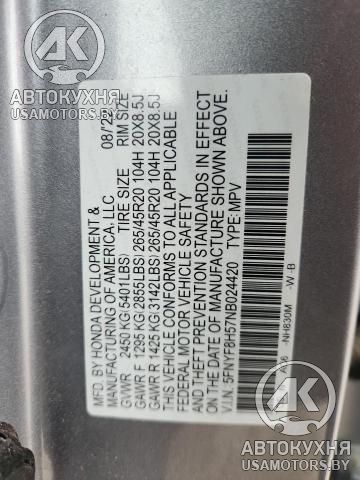 AK
АВТОКУХНЯ
USAMOTORS.BY
MFD. BY HONDA DEVELOPMENT &
MANUFACTURING OF AMERICA, LLC
GVWR 2450 KG(5401LBS) TIRE SIZE RIM SIZE
GAWR F 1295 KG(2855LBS) 265/45R20 104H 20X8.5J
GAWR R 1425 KG(3142LBS) 265/45R20 104H 20X8.5J
THIS VEHICLE CONFORMS TO ALL APPLICABLE
FEDERAL MOTOR VEHICLE SAFETY
AND THEFT PREVENTION STANDARDS IN EFFECT
ON THE DATE OF MANUFACTURE SHOWN ABOVE.
V.I.N.: 5FNYF8H57NB024420 TYPE: MPV
NH830M -W -B
AK
АВТОКУХНЯ
USAMOTORS.BY